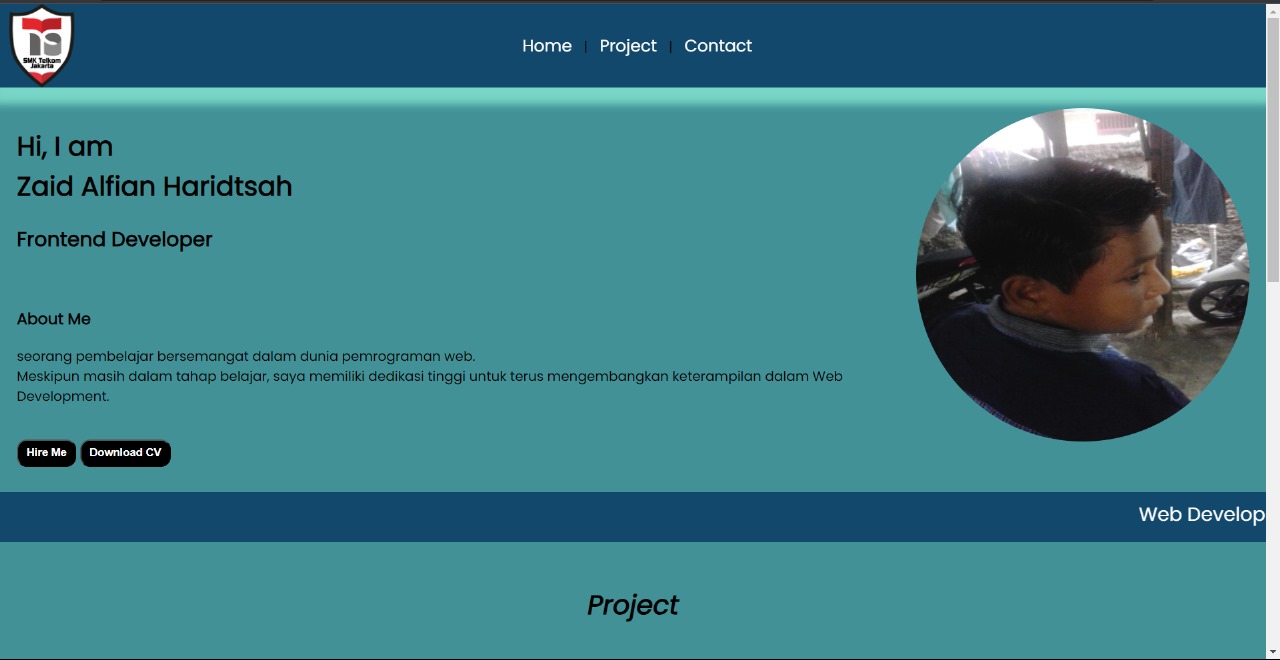 SMK Telkom
Jakarta
Home | Project | Contact
Hi, I am
Zaid Alfian Haridtsah
Frontend Developer
About Me
seorang pembelajar bersemangat dalam dunia pemrograman web.
Meskipun masih dalam tahap belajar, saya memiliki dedikasi tinggi untuk terus mengembangkan keterampilan dalam Web
Development.
Hire Me Download CV
Web Develop
Project